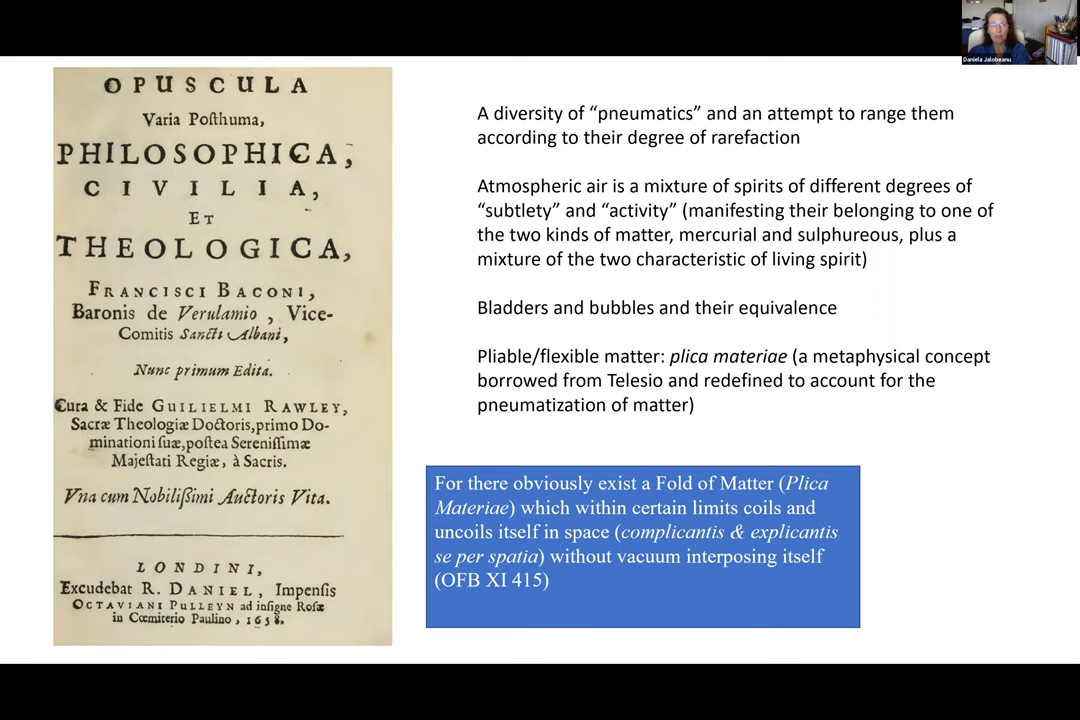 Daniela Jalobeanu
OPUSCULA
Varia Posthuma,
PHILOSOPHICA,
CIVILIA,
ET
THEOLOGICA,
FRANCISCI BACONI,
Baronis de Verulamio, Vice-
Comitis Sancti Albani,
Nunc primum Edita.
Cura & Fide GUILIELMI RAWLEY,
Sacræ Theologiæ Doctoris, primo Do-
minationi suæ, postea Serenissimæ
Majestati Regiæ, à Sacris.
Vna cum Nobilissimi Auctoris Vita.
LONDINI,
Excudebat R. DANIEL, Impensis
OCTAVIANI PULLEYN ad insigne Rosæ
in Cœmiterio Paulino, 1658.
A diversity of “pneumatics” and an attempt to range them
according to their degree of rarefaction
Atmospheric air is a mixture of spirits of different degrees of
“subtlety” and “activity” (manifesting their belonging to one of
the two kinds of matter, mercurial and sulphureous, plus a
mixture of the two characteristic of living spirit)
Bladders and bubbles and their equivalence
Pliable/flexible matter: plica materiae (a metaphysical concept
borrowed from Telesio and redefined to account for the
pneumatization of matter)
For there obviously exist a Fold of Matter (Plica
Materiae) which within certain limits coils and
uncoils itself in space (complicantis & explicantis
se per spatia) without vacuum interposing itself
(OFB XI 415)